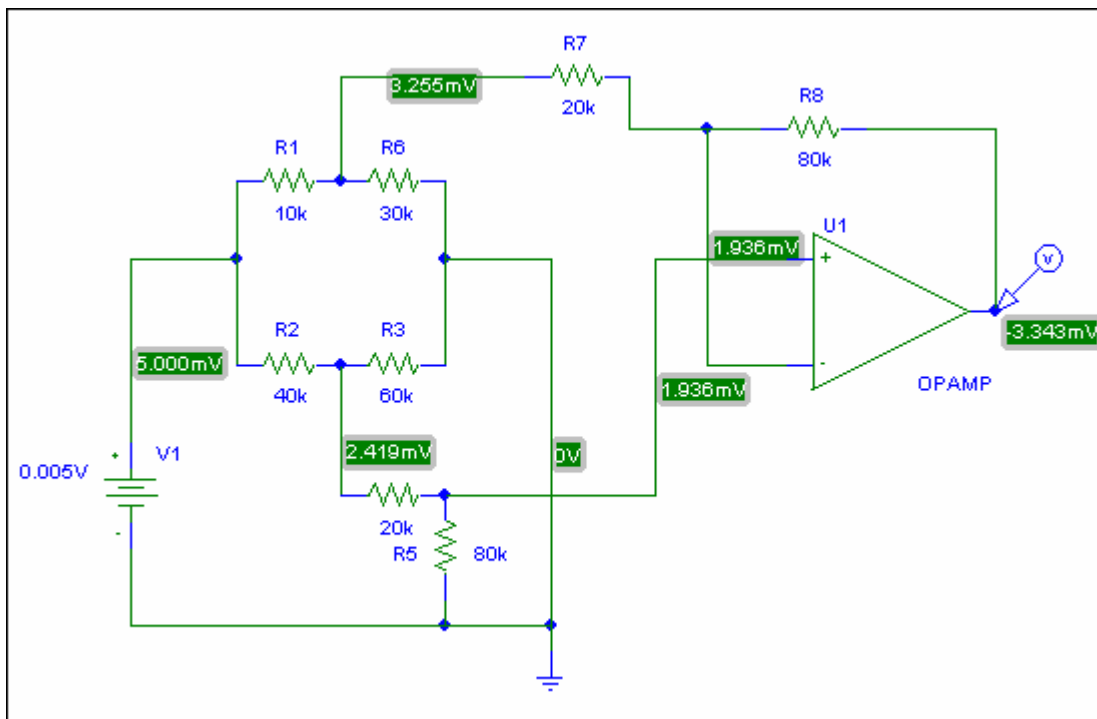 R7
3.255mV
20k
R8
80k
R1
R6
10k
30k
U1
1.936mV
+
V
-3.343mV
R2
R3
5.000mV
40k
60k
-
1.936mV
OPAMP
+
V1
0.005V
2.419mV
0V
-
20k
R5
80k